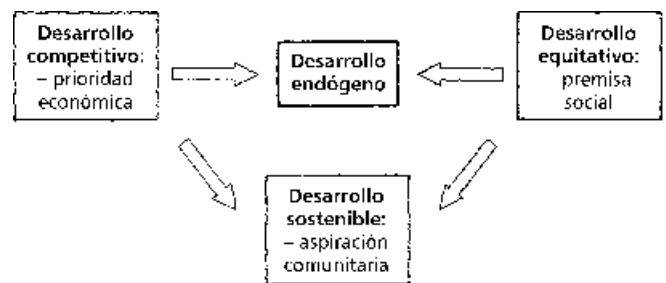 Desarrollo
competitivo:
– prioridad
económica
Desarrollo
endógeno
Desarrollo
equitativo:
premisa
social
Desarrollo
sostenible:
– aspiración
comunitaria